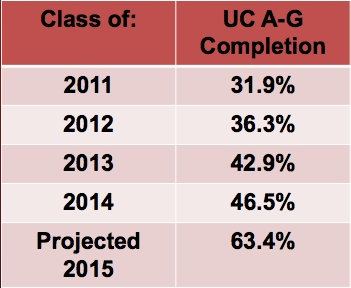 Class of: UC A-G
Completion
2011 31.9%
2012 36.3%
2013 42.9%
2014 46.5%
Projected 63.4%
2015